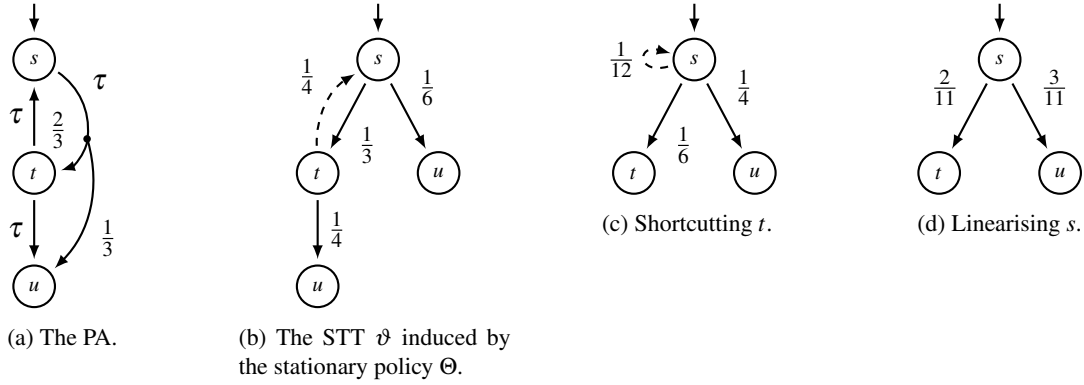 s
τ
τ
2/3
t
τ
1/3
u
(a) The PA.
s
1/4
1/6
1/3
t
u
1/4
u
(b) The STT ϑ induced by
the stationary policy Θ.
1/12
s
1/4
1/6
t
u
(c) Shortcutting t.
s
2/11
3/11
t
u
(d) Linearising s.